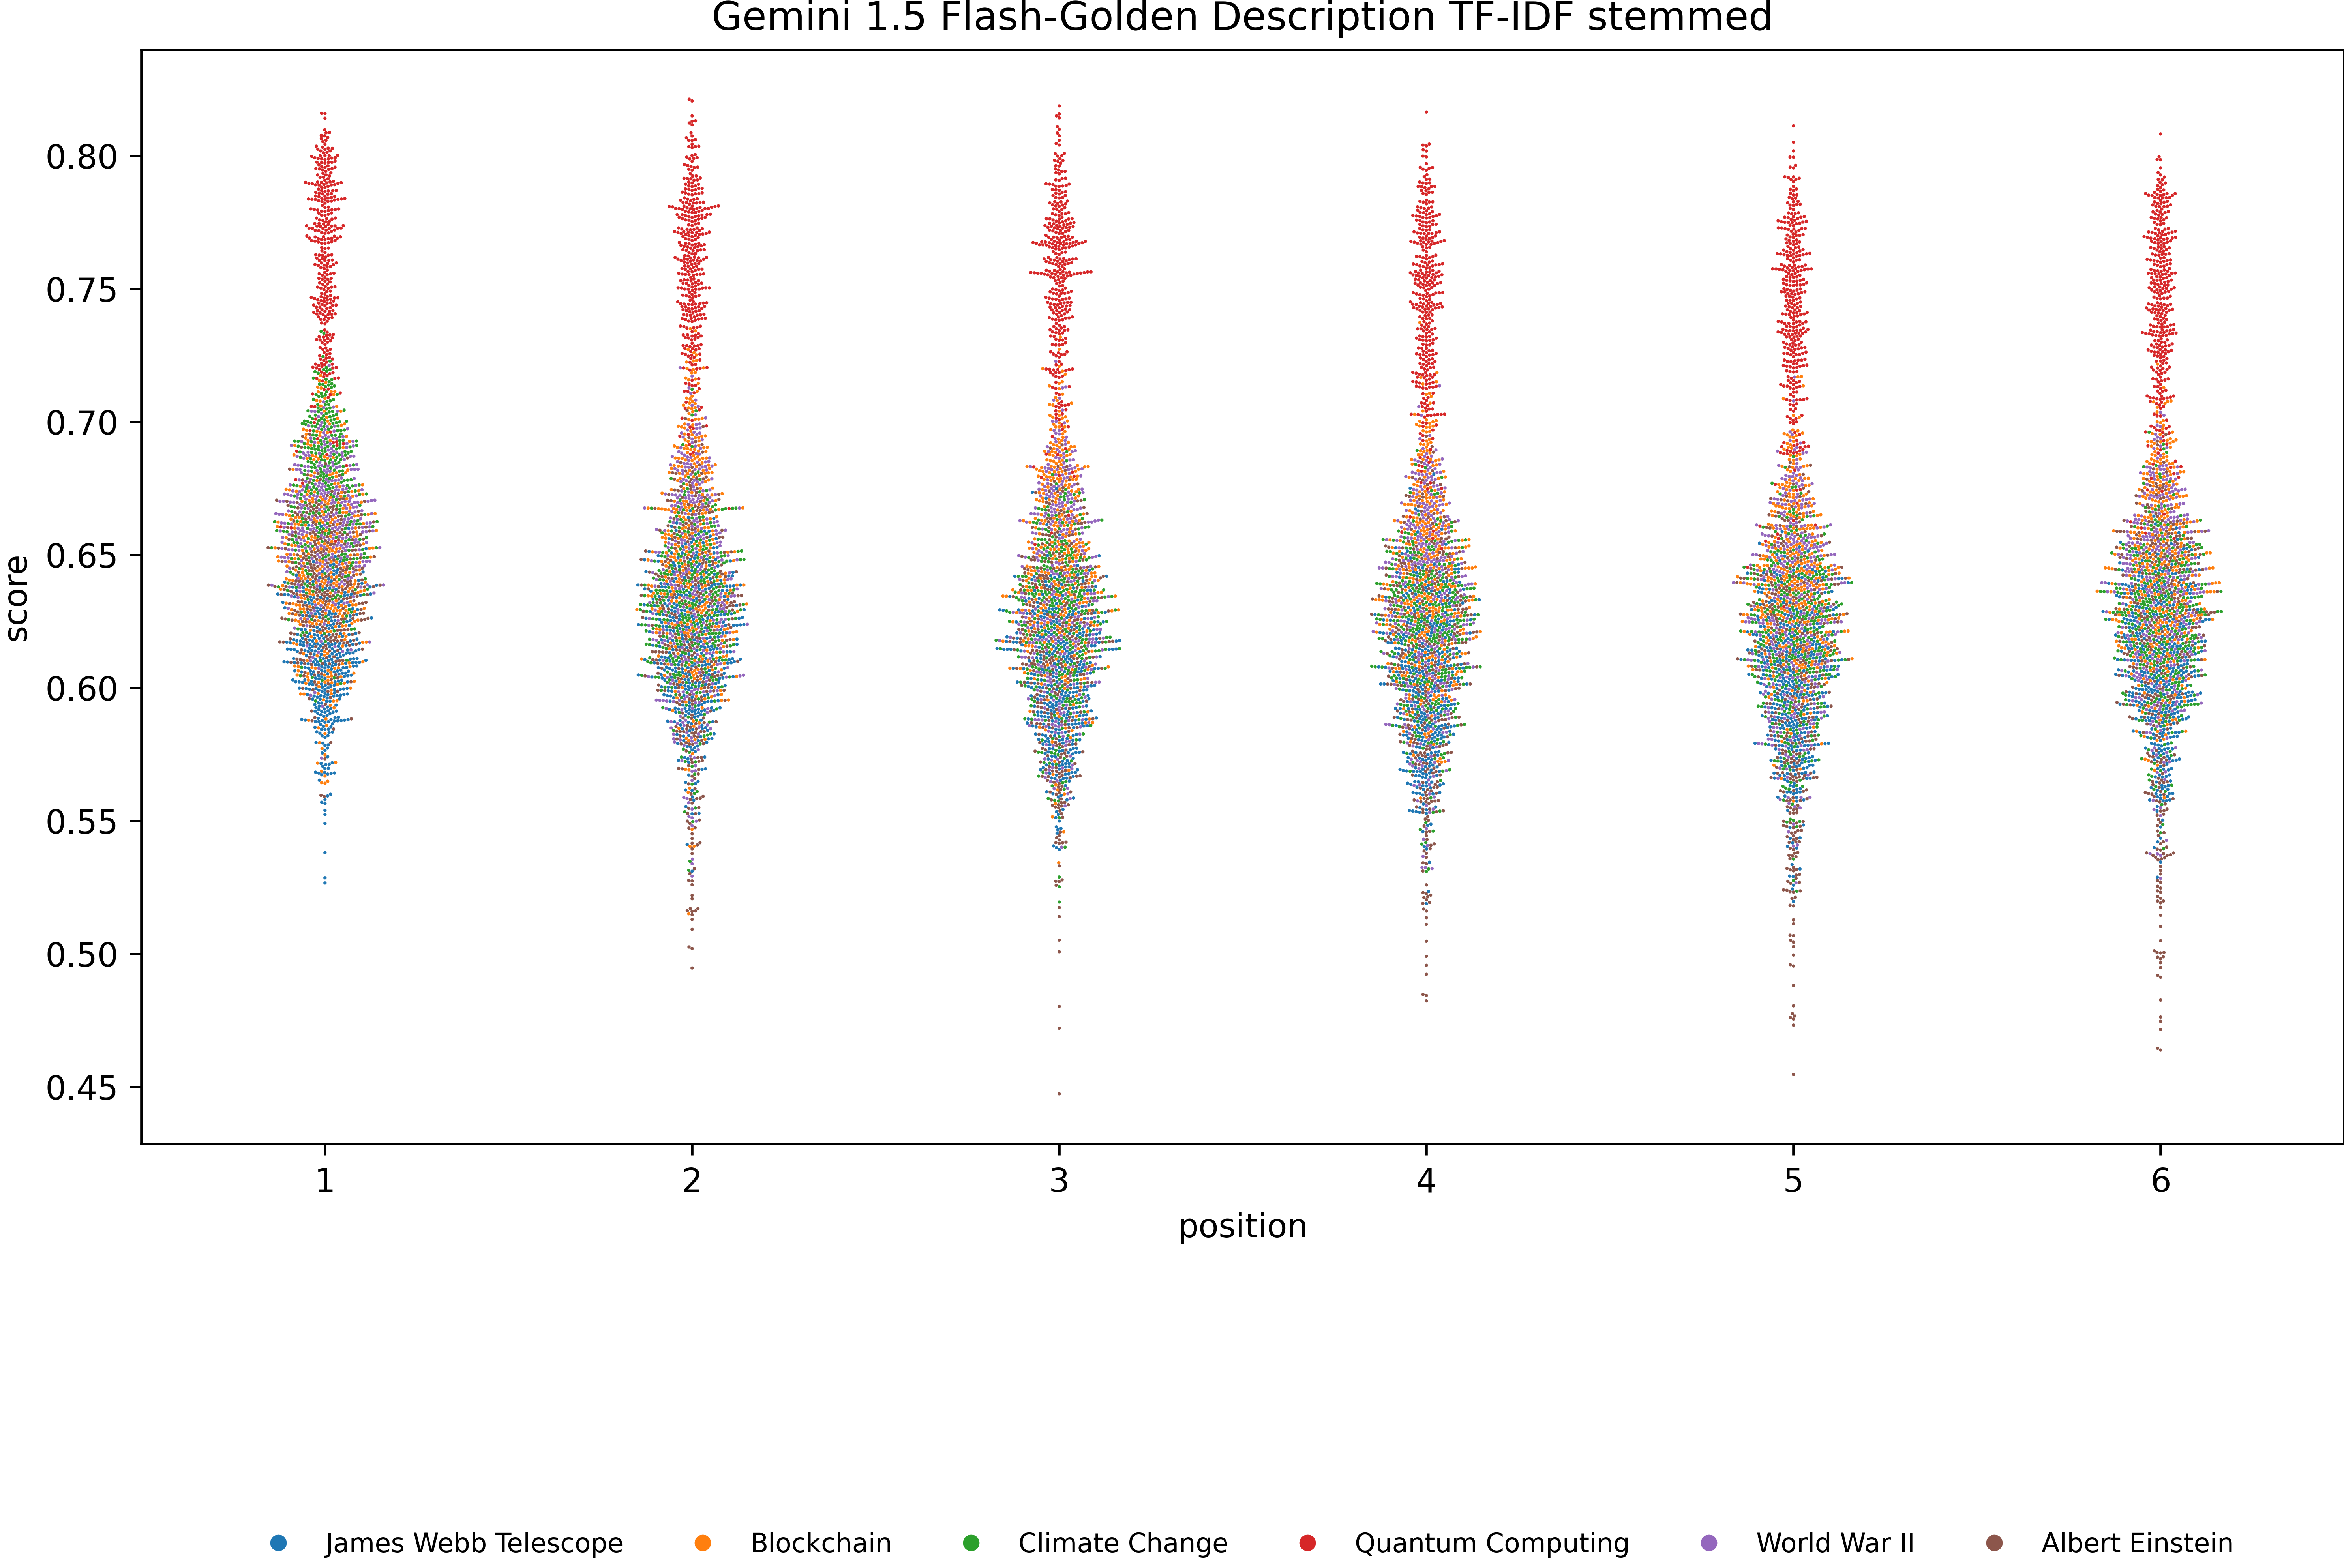 Gemini 1.5 Flash-Golden Description TF-IDF stemmed
score
0.80
0.75
0.70
0.65
0.60
0.55
0.50
0.45
1 2 3 4 5 6
position
James Webb Telescope Blockchain Climate Change Quantum Computing World War II Albert Einstein